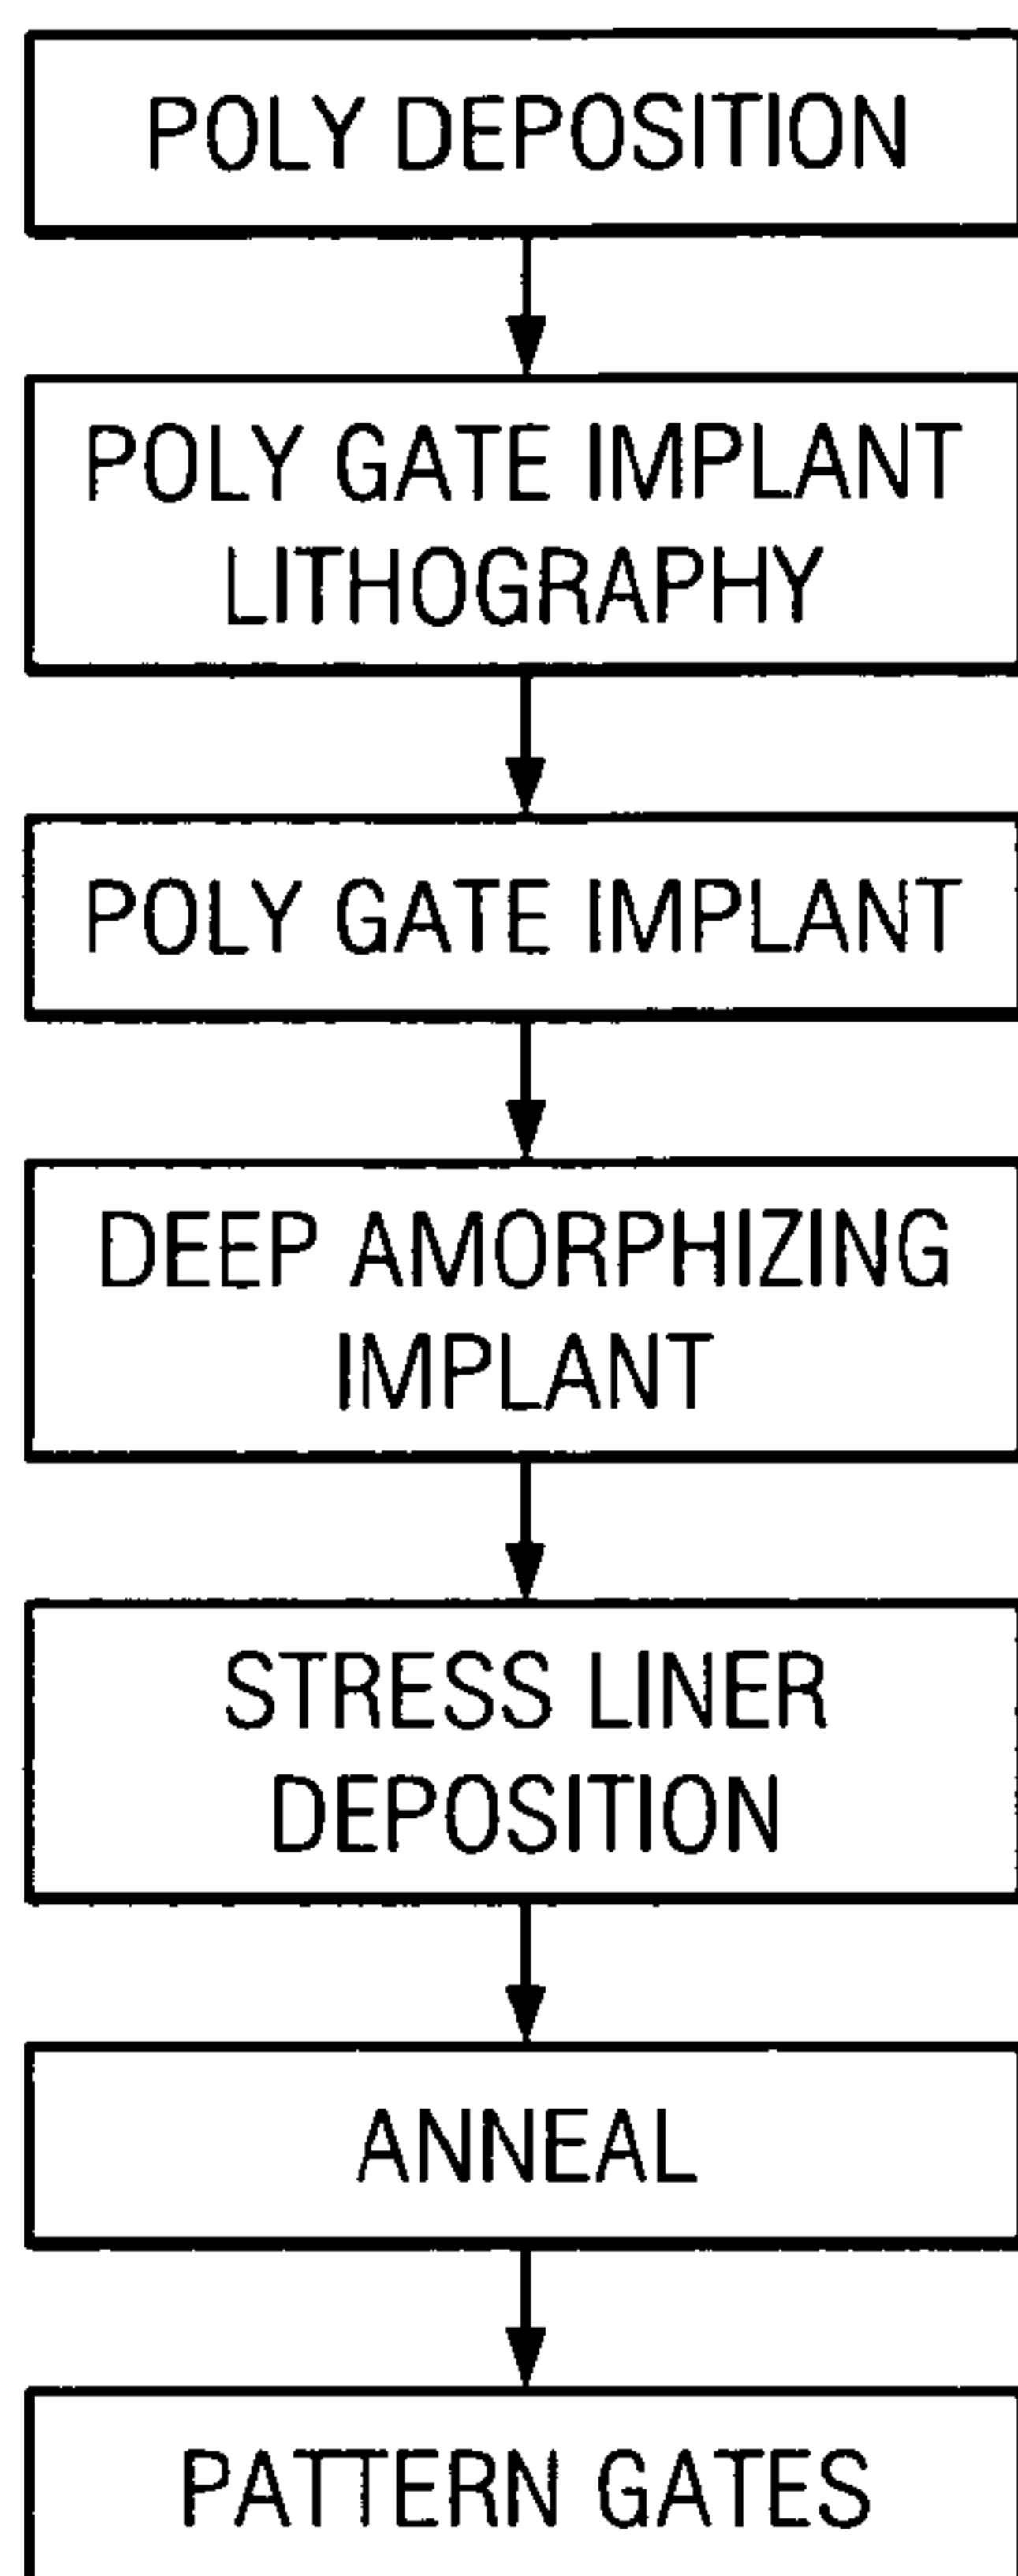 POLY DEPOSITION
POLY GATE IMPLANT
LITHOGRAPHY
POLY GATE IMPLANT
DEEP AMORPHIZING
IMPLANT
STRESS LINER
DEPOSITION
ANNEAL
PATTERN GATES